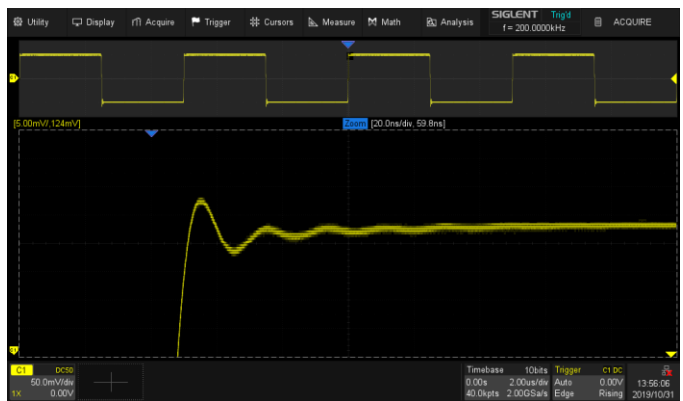 Utility Display Acquire Trigger Cursors Measure Math Analysis SIGLENT Trig'd ACQUIRE
f = 200.0000kHz
[5.00mV/,124mV] Zoom [20.0ns/div, 59.8ns]
C1 DC50
50.0mV/div
1X 0.00V
Timebase 10bits Trigger C1 DC
0.00s 2.00us/div Auto 0.00V 13:56:06
40.0kpts 2.00GSa/s Edge Rising 2019/10/31